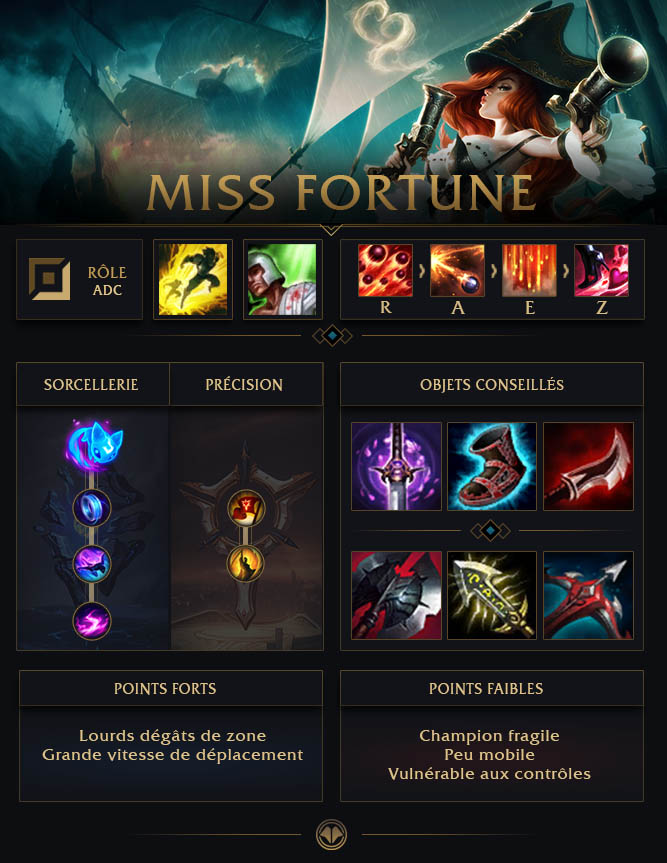 MISS FORTUNE
RÔLE
ADC
R
À
E
Z
SORCELLERIE
PRÉCISION
OBJETS CONSEILLÉS
POINTS FORTS
Lourds dégâts de zone
Grande vitesse de déplacement
POINTS FAIBLES
Champion fragile
Peu mobile
Vulnérable aux contrôles